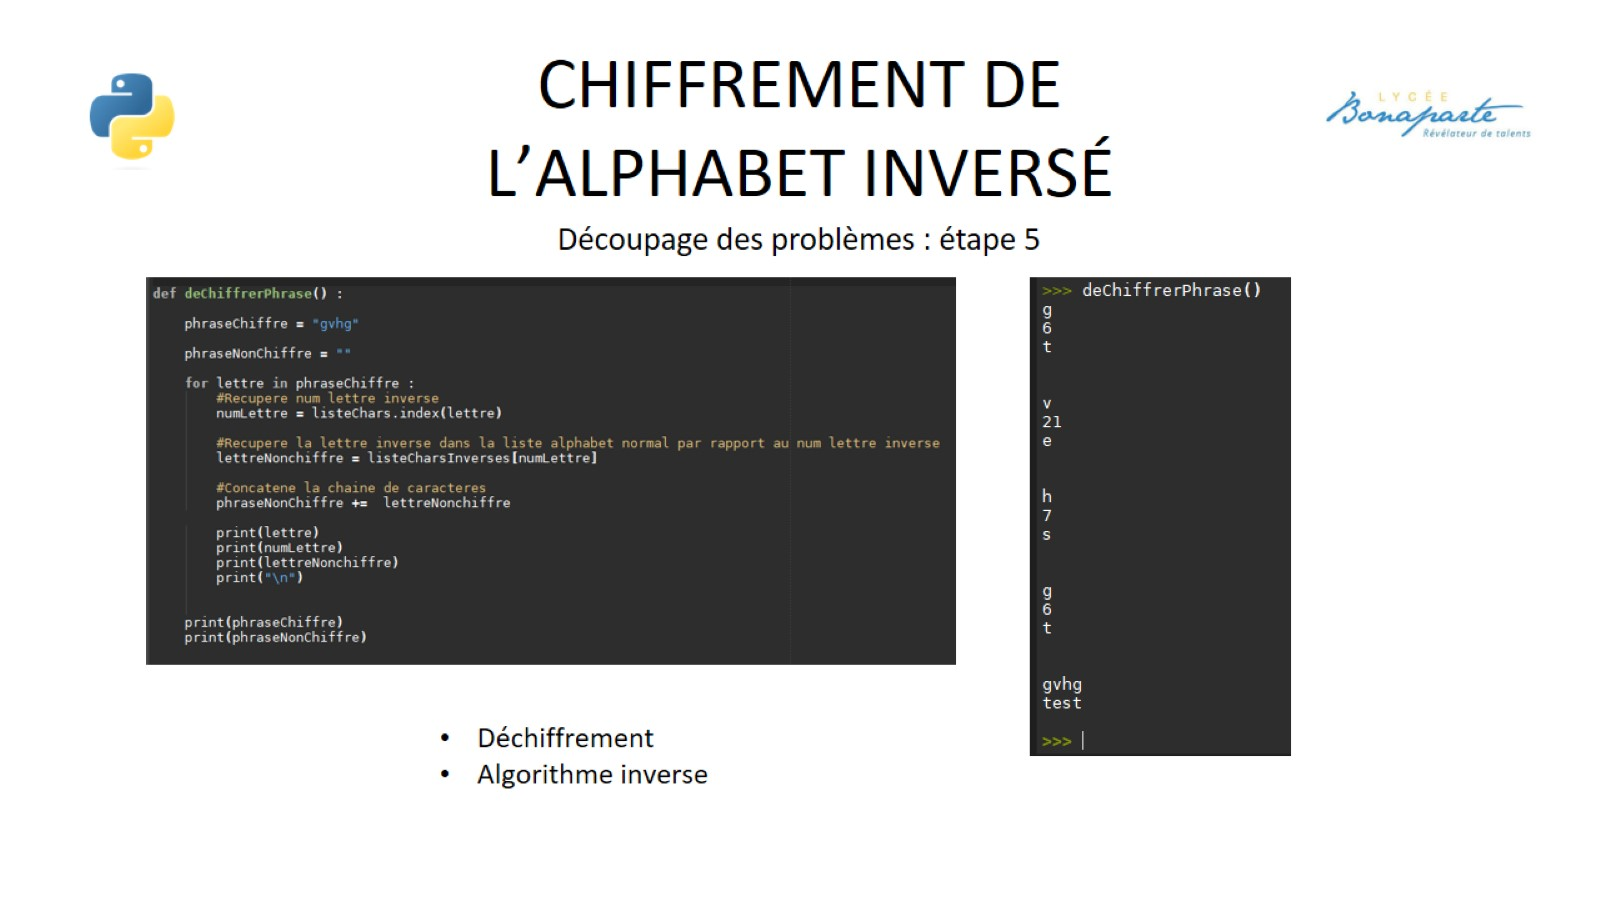 CHIFFREMENT DE
L’ALPHABET INVERSÉ
LYCÉE
Bonaparte
Révélateur de talents
Découpage des problèmes : étape 5
def deChiffrerPhrase() :
phraseChiffre = "gvhg"
phraseNonChiffre = ""
for lettre in phraseChiffre :
#Recupere num lettre inverse
numLettre = listeChars.index(lettre)
#Recupere la lettre inverse dans la liste alphabet normal par rapport au num lettre inverse
lettreNonchiffre = listeCharsInverses[numLettre]
#Concatene la chaine de caracteres
phraseNonChiffre += lettreNonchiffre
print(lettre)
print(numLettre)
print(lettreNonchiffre)
print("\n")
print(phraseChiffre)
print(phraseNonChiffre)
>>> deChiffrerPhrase()
g
6
t
v
21
e
h
7
s
g
6
t
gvhg
test
>>>
• Déchiffrement
• Algorithme inverse